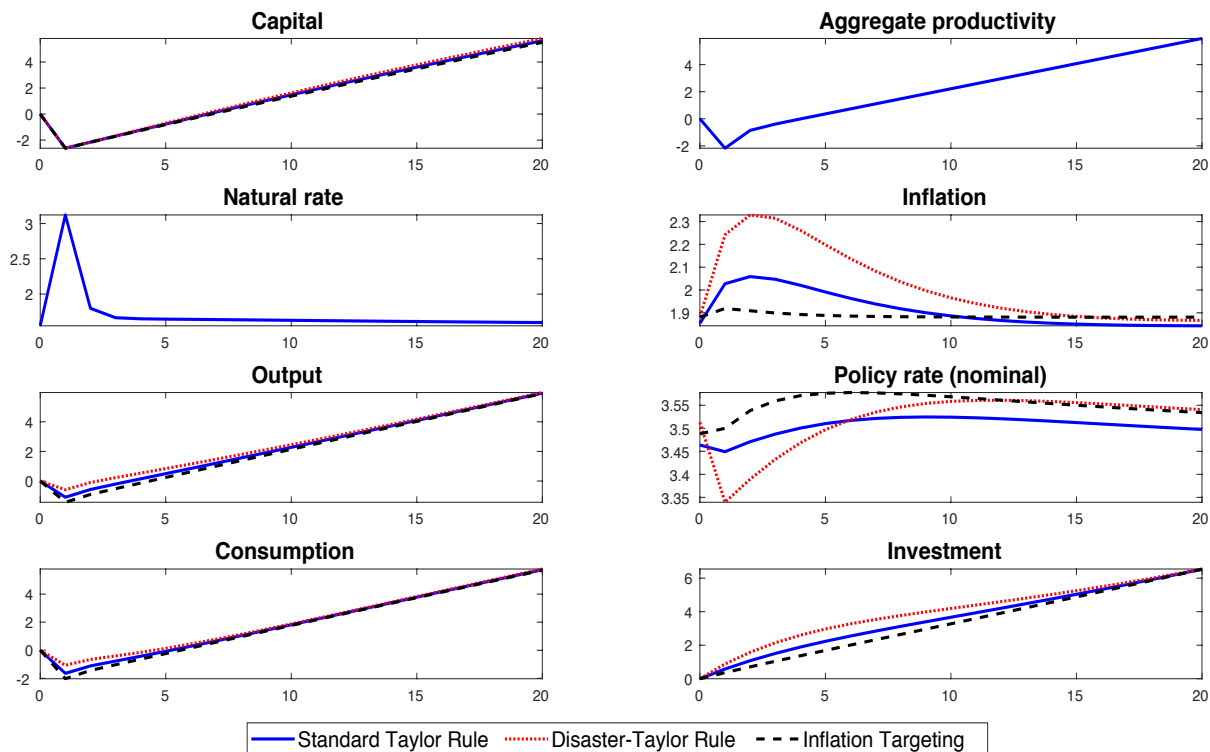 Capital
4
2
0
-2
0 5 10 15 20
Aggregate productivity
4
2
0
-2
0 5 10 15 20
Natural rate
3
2.5
2
0 5 10 15 20
Inflation
2.3
2.2
2.1
2
1.9
0 5 10 15 20
Output
4
2
0
0 5 10 15 20
Policy rate (nominal)
3.55
3.5
3.45
3.4
3.35
0 5 10 15 20
Consumption
4
2
0
-2
0 5 10 15 20
Investment
6
4
2
0
0 5 10 15 20
Standard Taylor Rule Disaster-Taylor Rule Inflation Targeting